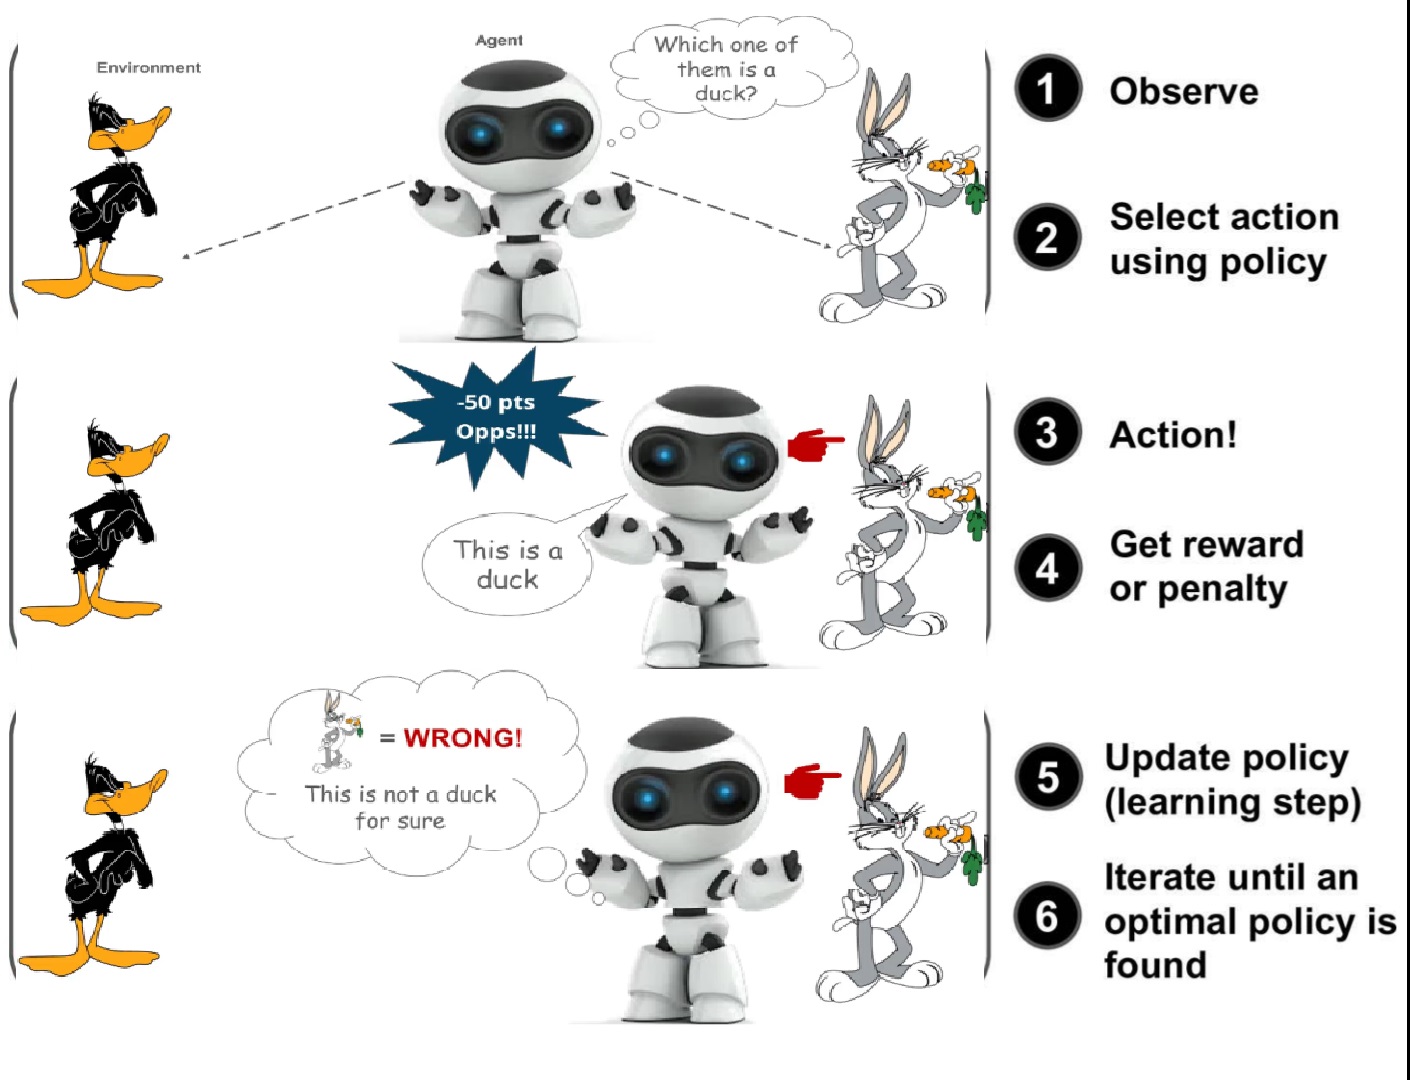 Environment
Agent
Which one of
them is a
duck?
1
Observe
2
Select action
using policy
-50 pts
Opps!!!
This is a
duck
3
Action!
4
Get reward
or penalty
= WRONG!
This is not a duck
for sure
5
Update policy
(learning step)
6
Iterate until an
optimal policy is
found